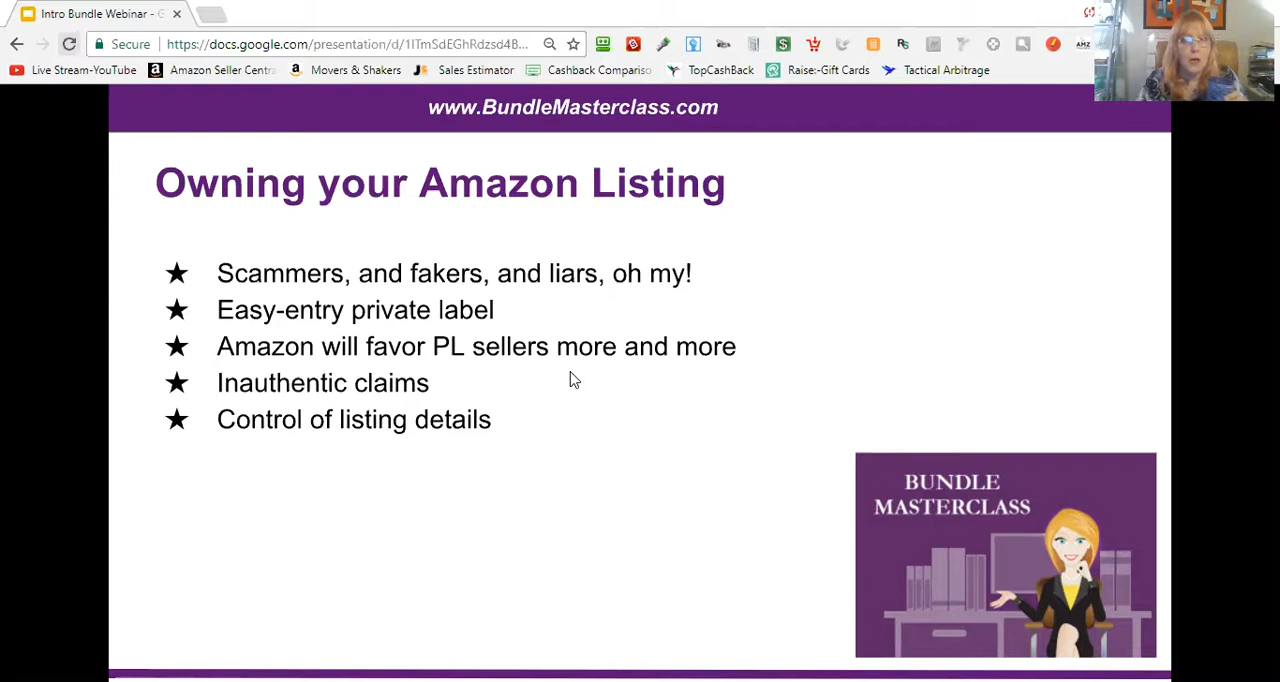 Intro Bundle Webinar - G
Secure
https://docs.google.com/presentation/d/1ITmSdEGhRdzsd4B...
Live Stream-YouTube
Amazon Seller Centra
Movers & Shakers
Sales Estimator
Cashback Compariso
TopCashBack
Raise:-Gift Cards
Tactical Arbitrage
www.BundleMasterclass.com
Owning your Amazon Listing
★ Scammers, and fakers, and liars, oh my!
★ Easy-entry private label
★ Amazon will favor PL sellers more and more
★ Inauthentic claims
★ Control of listing details
BUNDLE
MASTERCLASS